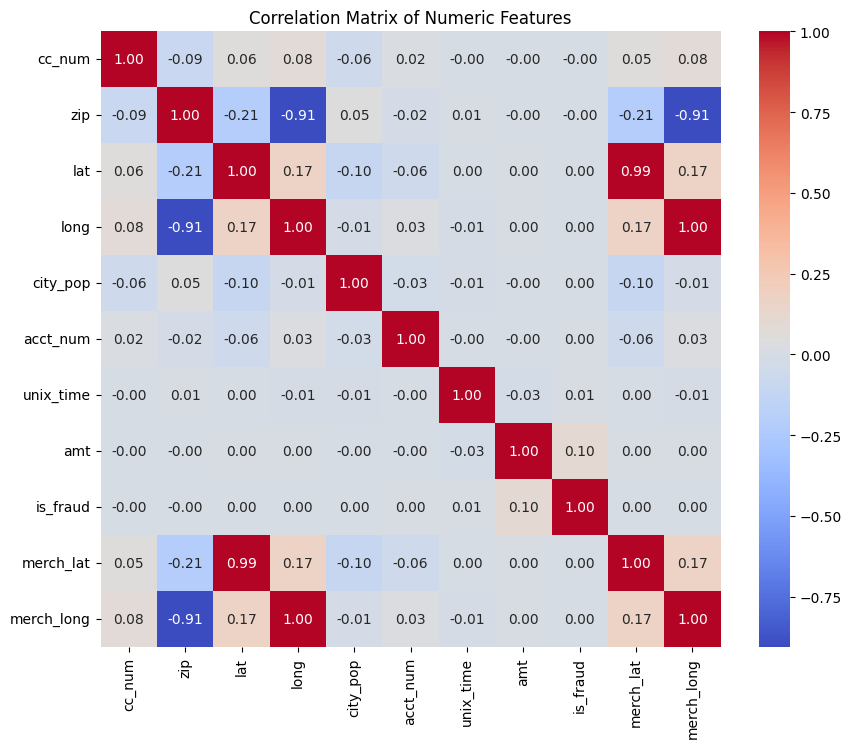 Correlation Matrix of Numeric Features
cc_num 1.00 -0.09 0.06 0.08 -0.06 0.02 -0.00 -0.00 -0.00 0.05 0.08
zip -0.09 1.00 -0.21 -0.91 0.05 -0.02 0.01 -0.00 -0.00 -0.21 -0.91
lat 0.06 -0.21 1.00 0.17 -0.10 -0.06 0.00 0.00 0.00 0.99 0.17
long 0.08 -0.91 0.17 1.00 -0.01 0.03 -0.01 0.00 0.00 0.17 1.00
city_pop -0.06 0.05 -0.10 -0.01 1.00 -0.03 -0.01 -0.00 0.00 -0.10 -0.01
acct_num 0.02 -0.02 -0.06 0.03 -0.03 1.00 -0.00 -0.00 0.00 -0.06 0.03
unix_time -0.00 0.01 0.00 -0.01 -0.01 -0.00 1.00 -0.03 0.01 0.00 -0.01
amt -0.00 -0.00 0.00 0.00 -0.00 -0.00 -0.03 1.00 0.10 0.00 0.00
is_fraud -0.00 -0.00 0.00 0.00 0.00 0.00 0.01 0.10 1.00 0.00 0.00
merch_lat 0.05 -0.21 0.99 0.17 -0.10 -0.06 0.00 0.00 0.00 1.00 0.17
merch_long 0.08 -0.91 0.17 1.00 -0.01 0.03 -0.01 0.00 0.00 0.17 1.00
cc_num zip lat long city_pop acct_num unix_time amt is_fraud merch_lat merch_long
1.00
0.75
0.50
0.25
0.00
−0.25
−0.50
−0.75